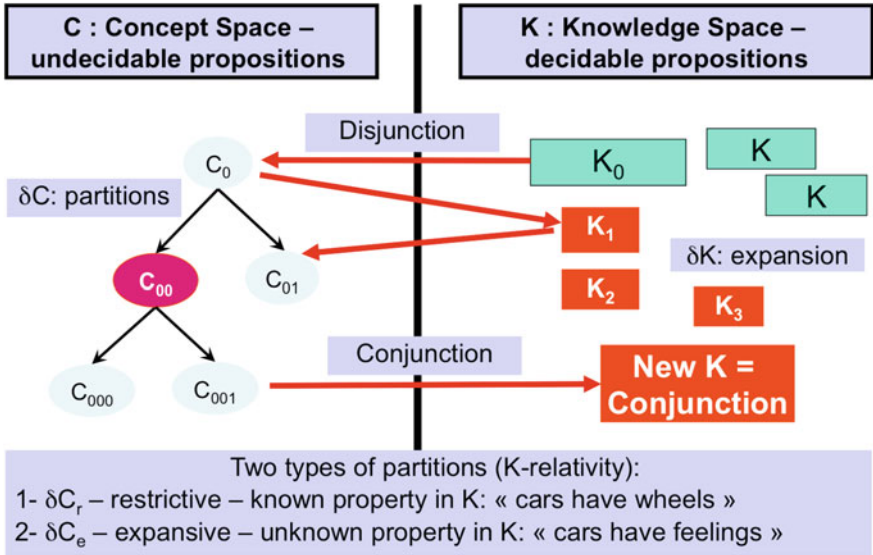 C : Concept Space –
undecidable propositions
K : Knowledge Space –
decidable propositions
Disjunction
C₀
K₀
K
K
δC: partitions
K₁
δK: expansion
C₀₀
C₀₁
K₂
K₃
Conjunction
C₀₀₀
C₀₀₁
New K =
Conjunction
Two types of partitions (K-relativity):
1- δCᵣ – restrictive – known property in K: « cars have wheels »
2- δCₑ – expansive – unknown property in K: « cars have feelings »